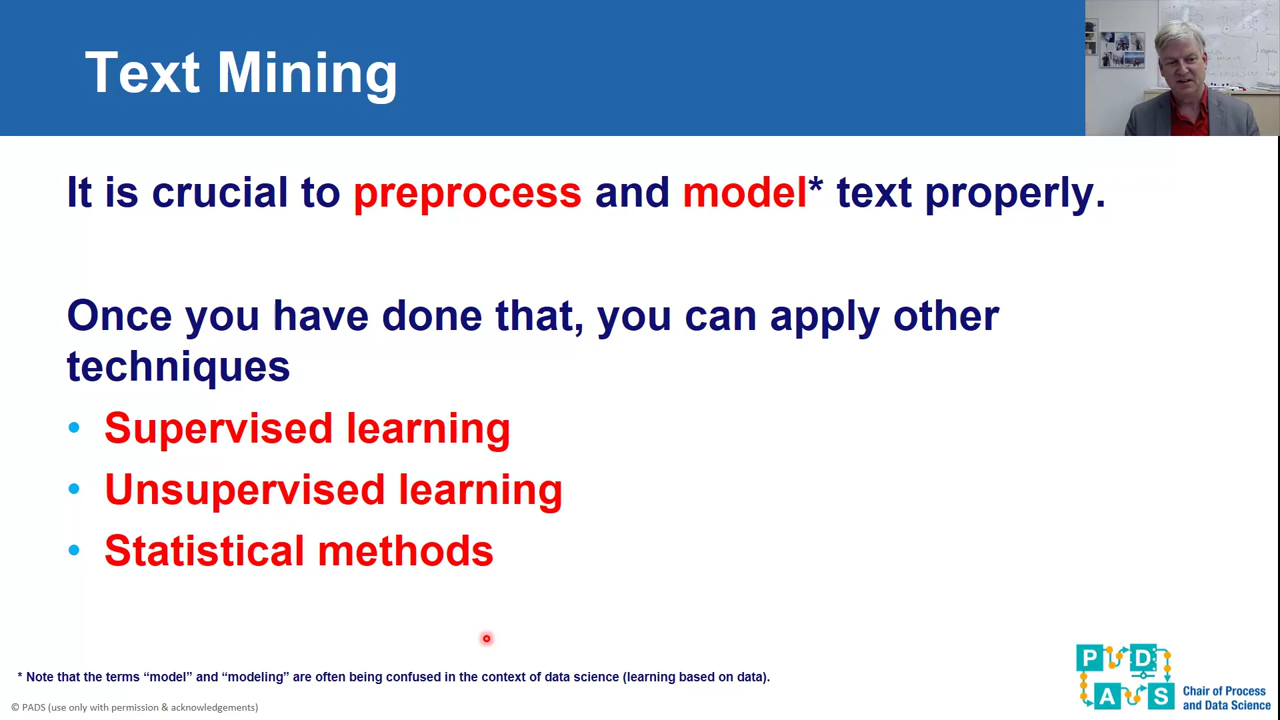 Text Mining
It is crucial to preprocess and model* text properly.
Once you have done that, you can apply other
techniques
• Supervised learning
• Unsupervised learning
• Statistical methods
* Note that the terms “model” and “modeling” are often being confused in the context of data science (learning based on data).
© PADS (use only with permission & acknowledgements)
P D
A S
Chair of Process
and Data Science